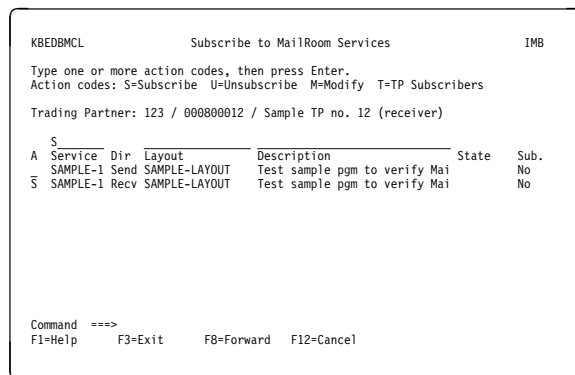 KBEDBMCL Subscribe to MailRoom Services IMB
Type one or more action codes, then press Enter.
Action codes: S=Subscribe U=Unsubscribe M=Modify T=TP Subscribers
Trading Partner: 123 / 000800012 / Sample TP no. 12 (receiver)
S_______ _______________ ___________________________
A Service Dir Layout Description State Sub.
_ SAMPLE-1 Send SAMPLE-LAYOUT Test sample pgm to verify Mai No
S SAMPLE-1 Recv SAMPLE-LAYOUT Test sample pgm to verify Mai No
Command ===>
F1=Help F3=Exit F8=Forward F12=Cancel